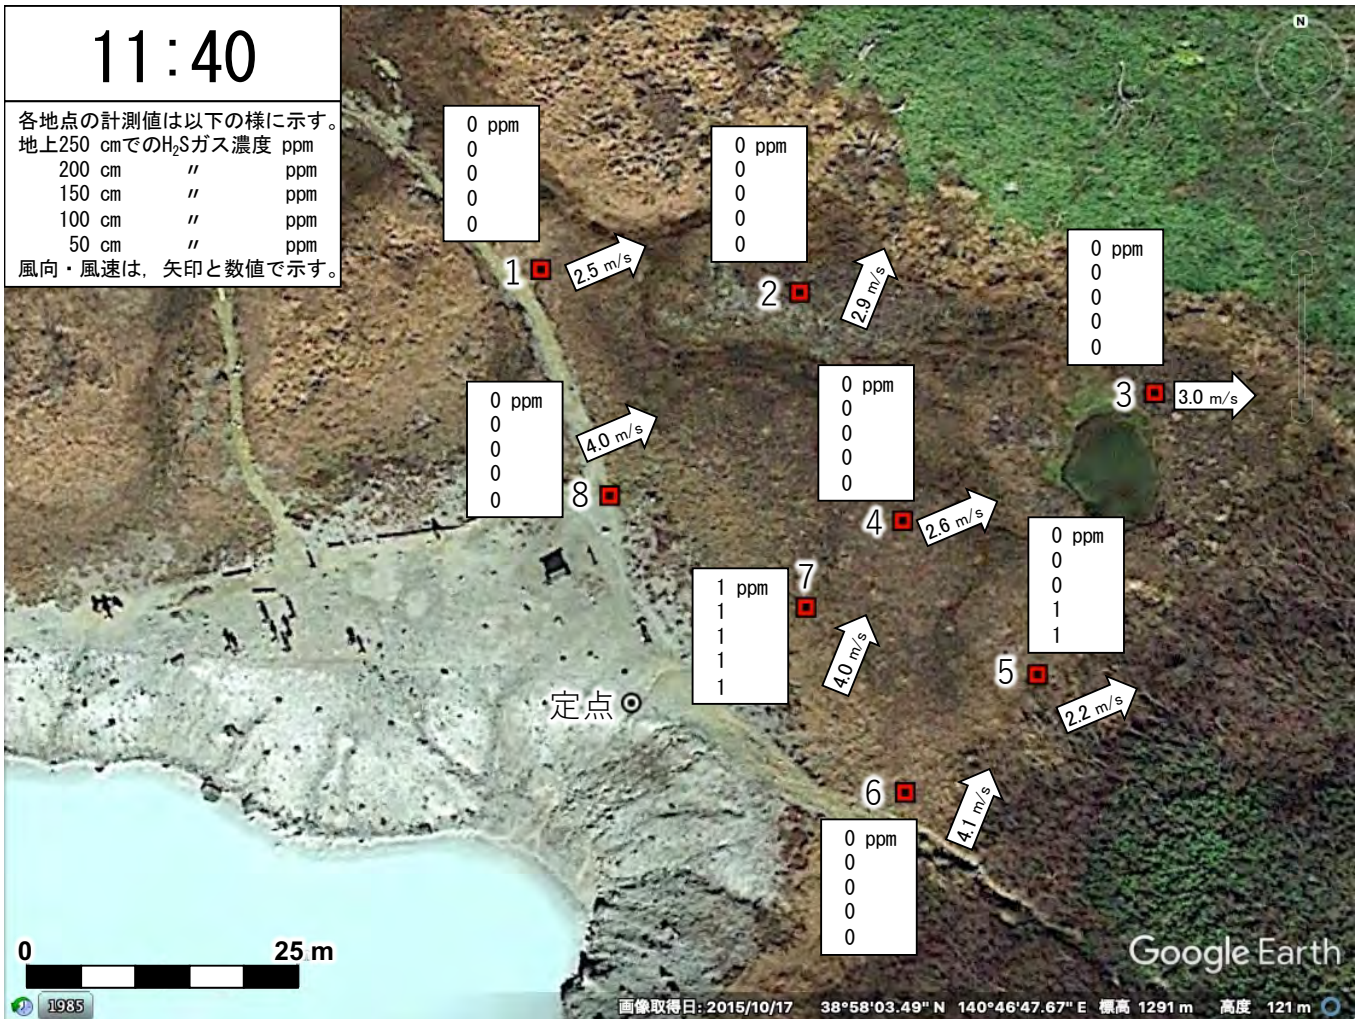 11:40
各地点の計測値は以下の様に示す。
地上250 cmでのH₂Sガス濃度 ppm
200 cm 〃 ppm
150 cm 〃 ppm
100 cm 〃 ppm
50 cm 〃 ppm
風向・風速は，矢印と数値で示す。
N
0 ppm
0
0
0
0
1
2.5 m/s
0 ppm
0
0
0
0
2
2.9 m/s
0 ppm
0
0
0
0
3
3.0 m/s
0 ppm
0
0
0
0
8
4.0 m/s
0 ppm
0
0
0
0
4
2.6 m/s
0 ppm
0
0
1
1
5
2.2 m/s
1 ppm
1
1
1
1
7
4.0 m/s
定点
6
4.1 m/s
0 ppm
0
0
0
0
0 25 m
Google Earth
1985
画像取得日: 2015/10/17 38°58'03.49" N 140°46'47.67" E 標高 1291 m 高度 121 m